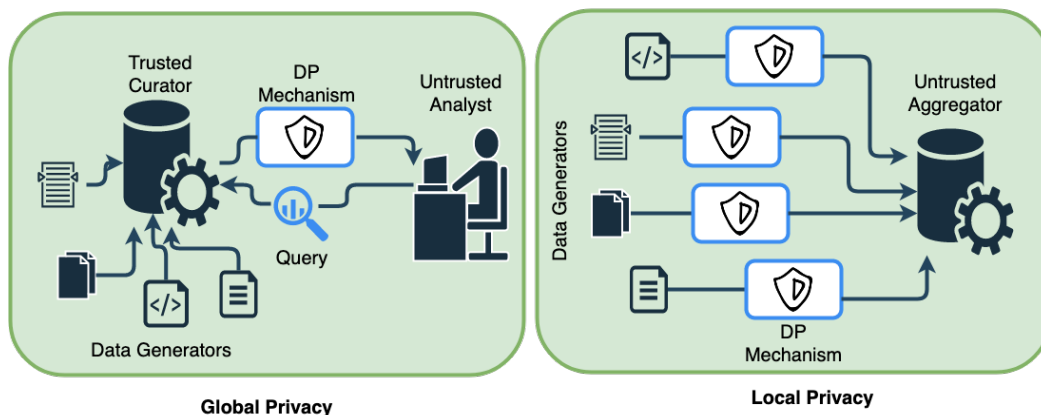 Trusted
Curator
DP
Mechanism
Untrusted
Analyst
</>
Query
Data Generators
Global Privacy
</>
Untrusted
Aggregator
Data Generators
DP
Mechanism
Local Privacy